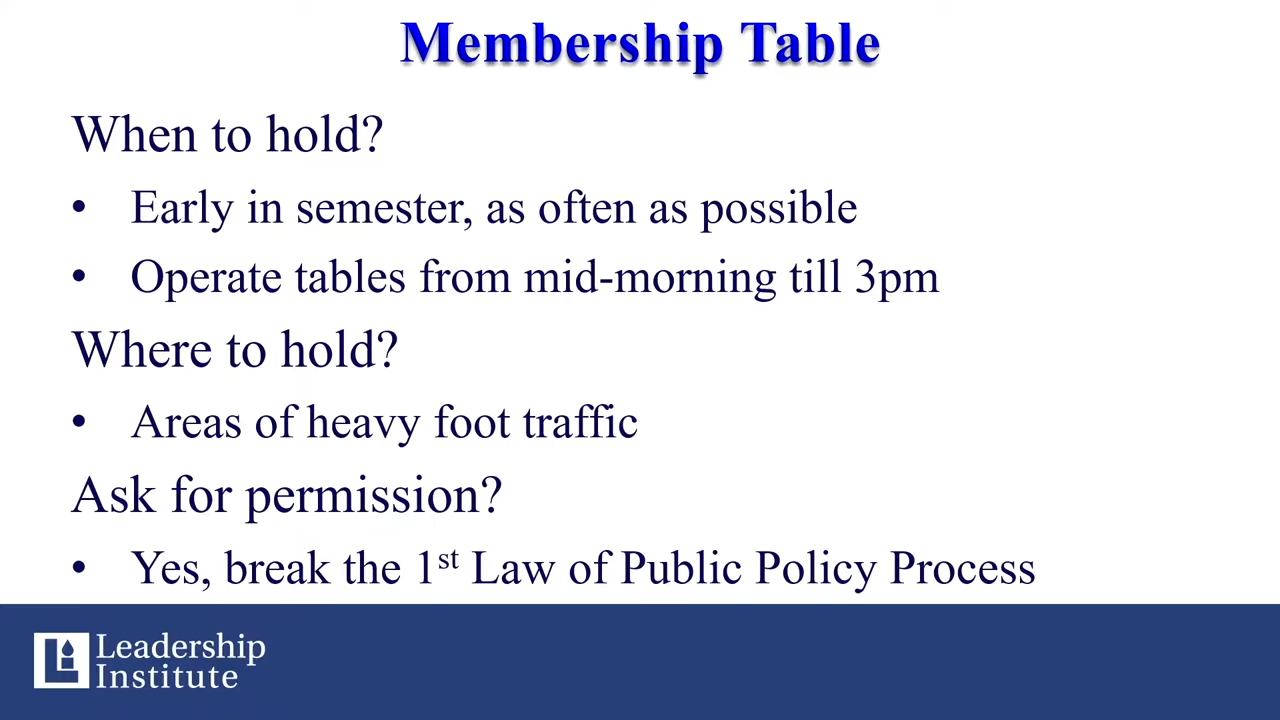 Membership Table
When to hold?
• Early in semester, as often as possible
• Operate tables from mid-morning till 3pm
Where to hold?
• Areas of heavy foot traffic
Ask for permission?
• Yes, break the 1st Law of Public Policy Process
Leadership
Institute